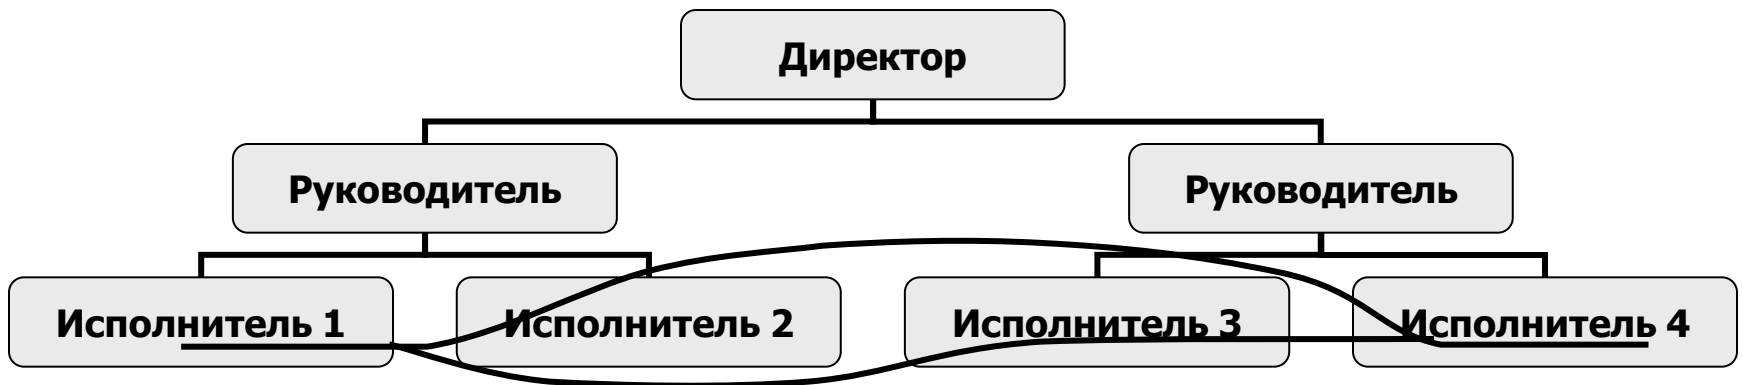 Директор
Руководитель
Руководитель
Исполнитель 1
Исполнитель 2
Исполнитель 3
Исполнитель 4